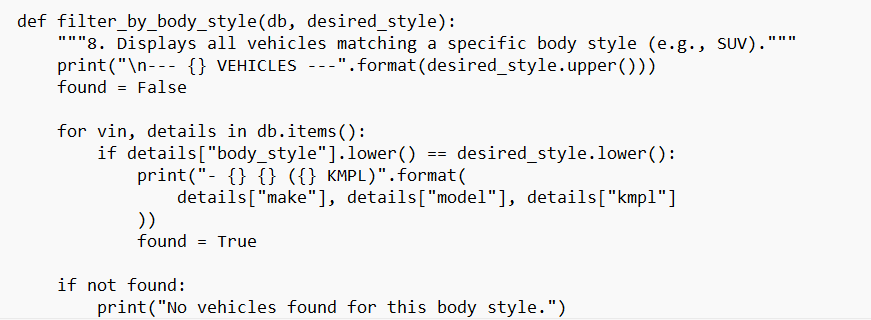 def filter_by_body_style(db, desired_style):
    """8. Displays all vehicles matching a specific body style (e.g., SUV)."""
    print("\n--- {} VEHICLES ---".format(desired_style.upper()))
    found = False

    for vin, details in db.items():
        if details["body_style"].lower() == desired_style.lower():
            print("- {} {} ({} KMPL)".format(
                details["make"], details["model"], details["kmpl"]
            ))
            found = True

    if not found:
        print("No vehicles found for this body style.")